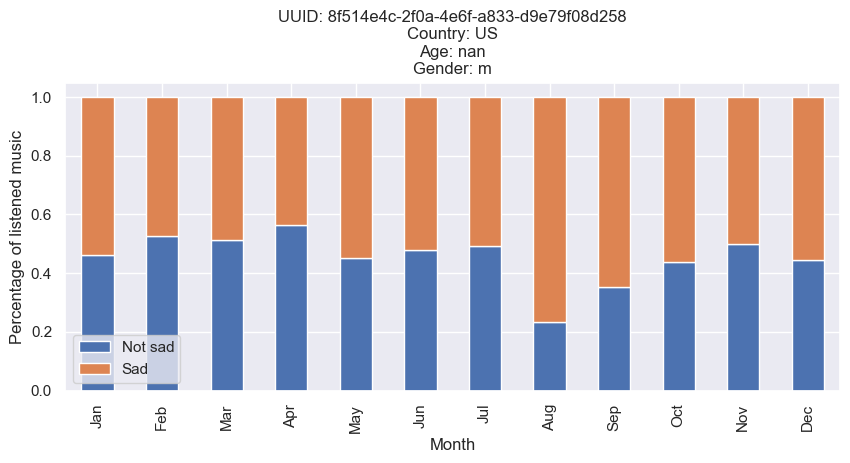 UUID: 8f514e4c-2f0a-4e6f-a833-d9e79f08d258
Country: US
Age: nan
Gender: m
Percentage of listened music
1.0
0.8
0.6
0.4
0.2
0.0
Not sad
Sad
Jan
Feb
Mar
Apr
May
Jun
Jul
Aug
Sep
Oct
Nov
Dec
Month